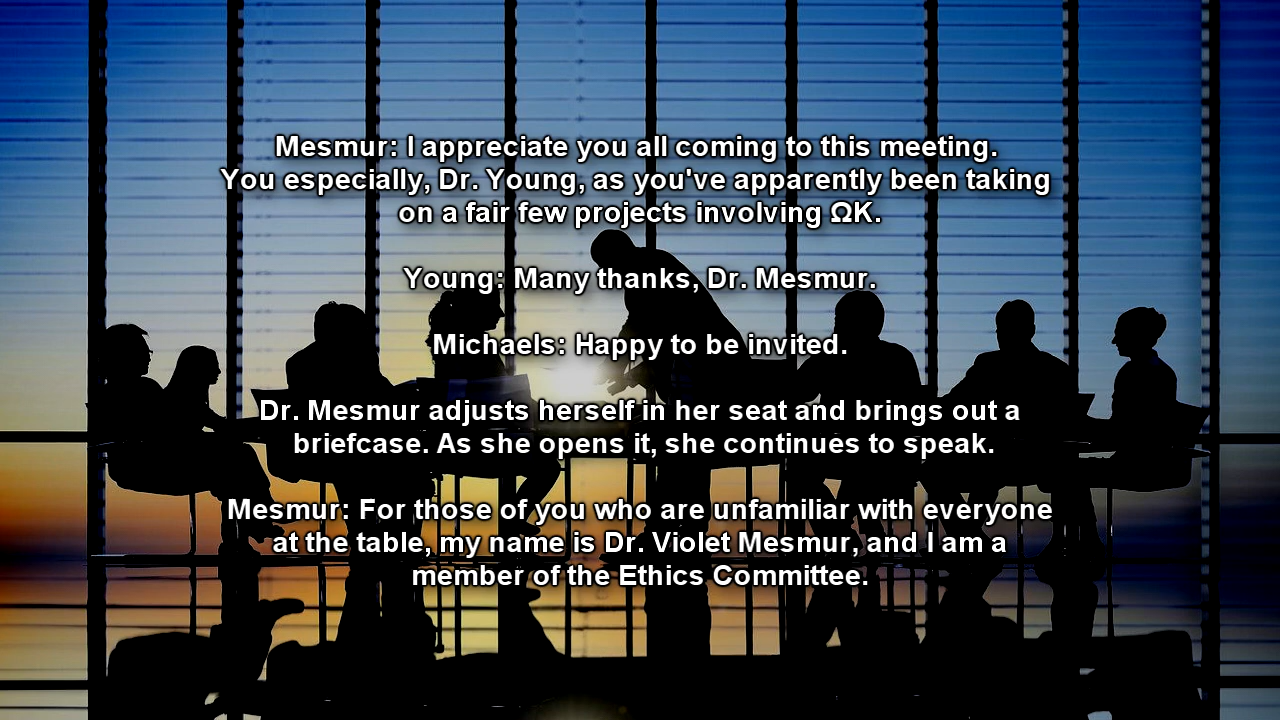 Mesmur: I appreciate you all coming to this meeting.
You especially, Dr. Young, as you've apparently been taking
on a fair few projects involving ΩK.
Young: Many thanks, Dr. Mesmur.
Michaels: Happy to be invited.
Dr. Mesmur adjusts herself in her seat and brings out a
briefcase. As she opens it, she continues to speak.
Mesmur: For those of you who are unfamiliar with everyone
at the table, my name is Dr. Violet Mesmur, and I am a
member of the Ethics Committee.